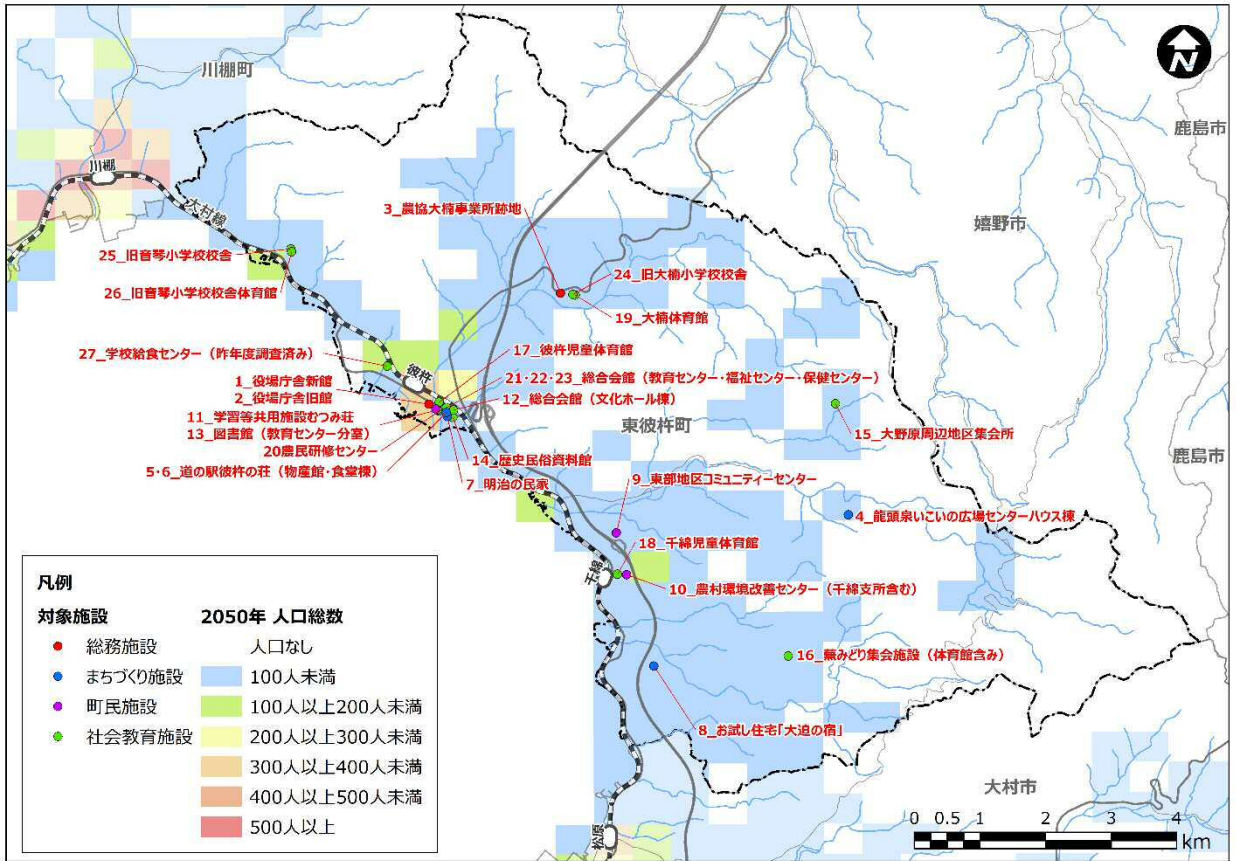 川棚町
N
鹿島市
川棚
大村線
嬉野市
3_農協大楠事業所跡地
25_旧音琴小学校校舎
24_旧大楠小学校校舎
26_旧音琴小学校校舎体育館
19_大楠体育館
27_学校給食センター（昨年度調査済み）
17_彼杵児童体育館
彼杵
1_役場庁舎新館
21・22・23_総合会館（教育センター・福祉センター・保健センター）
2_役場庁舎旧館
12_総合会館（文化ホール棟）
11_学習等共用施設むつみ荘
東彼杵町
13_図書館（教育センター分室）
15_大野原周辺地区集会所
20農民研修センター
14_歴史民俗資料館
鹿島市
5・6_道の駅彼杵の荘（物産館・食堂棟）
7_明治の民家
9_東部地区コミュニティーセンター
4_龍頭泉いこいの広場センターハウス棟
18_千綿児童体育館
千綿
10_農村環境改善センター（千綿支所含む）
16_蕪みどり集会施設（体育館含み）
8_お試し住宅「大迫の宿」
大村市
松原
凡例
対象施設
2050年 人口総数
総務施設
人口なし
まちづくり施設
100人未満
町民施設
100人以上200人未満
社会教育施設
200人以上300人未満
300人以上400人未満
400人以上500人未満
500人以上
0 0.5 1 2 3 4
km